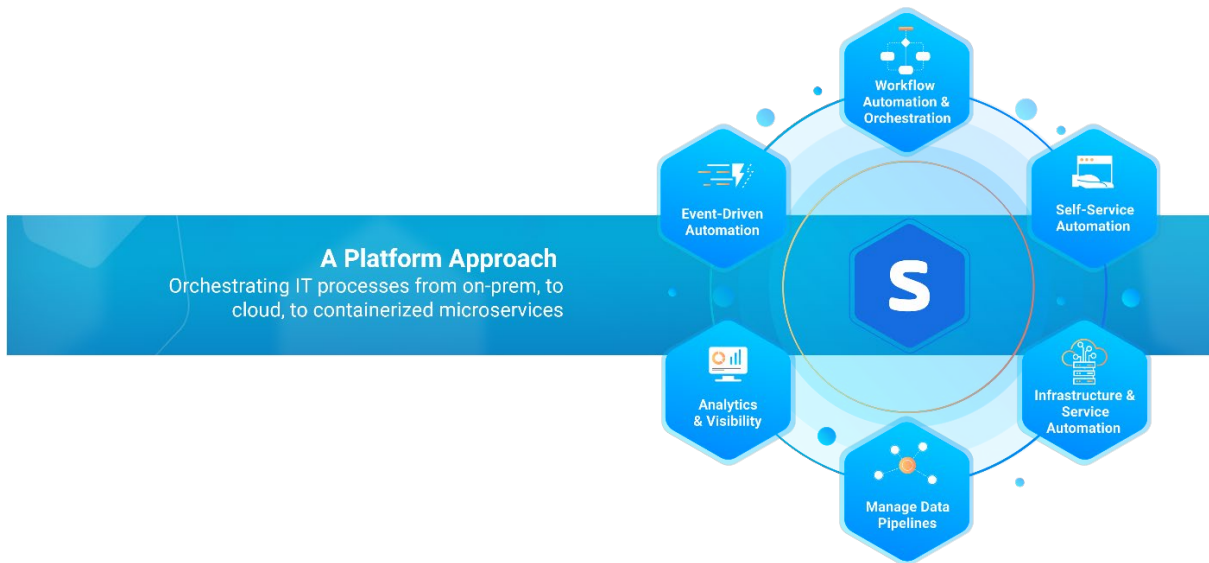 A Platform Approach
Orchestrating IT processes from on-prem, to
cloud, to containerized microservices
Workflow
Automation &
Orchestration
Self-Service
Automation
Infrastructure &
Service
Automation
Manage Data
Pipelines
Analytics
& Visibility
Event-Driven
Automation
S